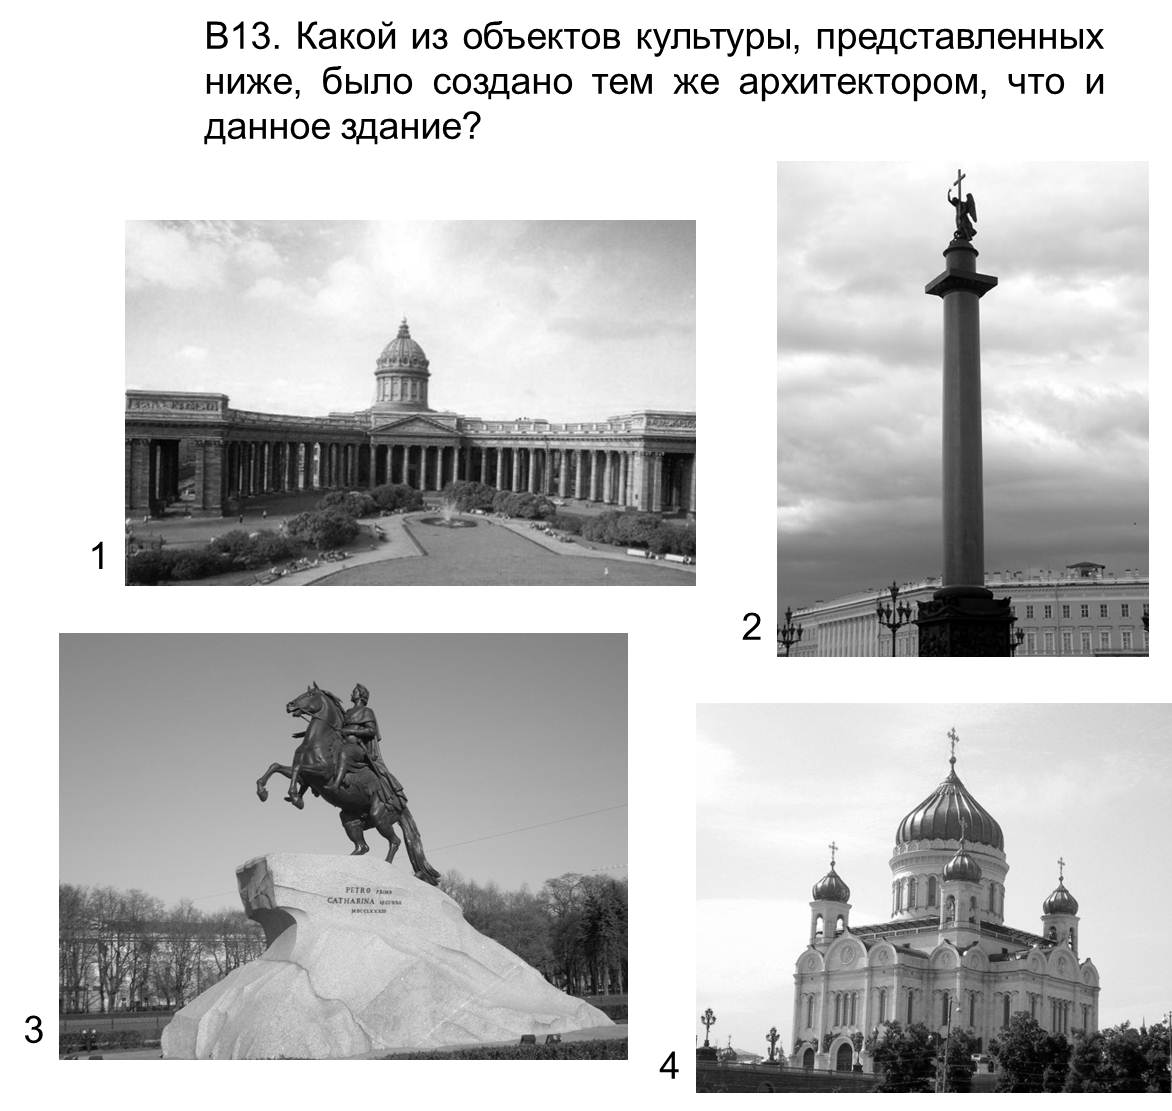 В13. Какой из объектов культуры, представленных
ниже, было создано тем же архитектором, что и
данное здание?
1
2
PETRO
CATHARINA
3
4